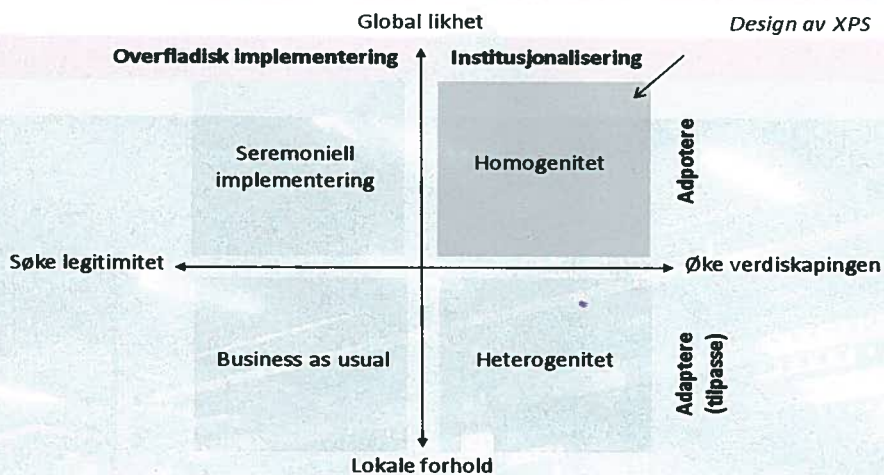 Global likhet
Design av XPS
Overfladisk implementering
Institusjonalisering
Seremoniell
implementering
Homogenitet
Adpotere
Søke legitimitet
Øke verdiskapingen
Business as usual
Heterogenitet
Adaptere
(tilpasse)
Lokale forhold